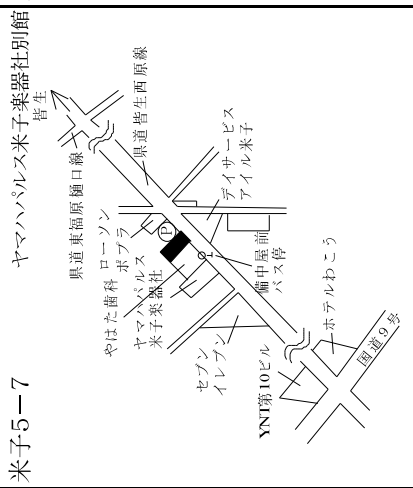 米子5－7
ヤマハパルス米子楽器社別館
皆生
県道東福原樋口線
県道皆生西原線
ローソン
ポプラ
やはた歯科
P
デイサービス
アイル米子
ヤマハパルス
米子楽器社
備中屋前
バス停
セブン
イレブン
YNT第10ビル
ホテルわこう
国道9号